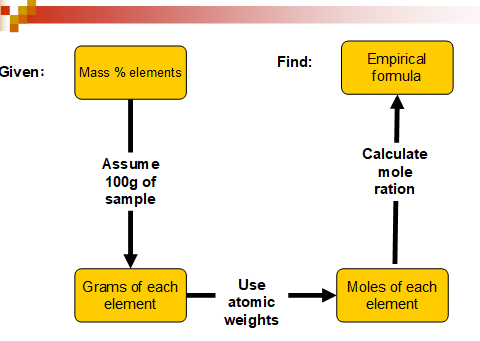 Given:
Mass % elements
Find:
Empirical
formula
Assume
100g of
sample
Calculate
mole
ration
Grams of each
element
Use
atomic
weights
Moles of each
element